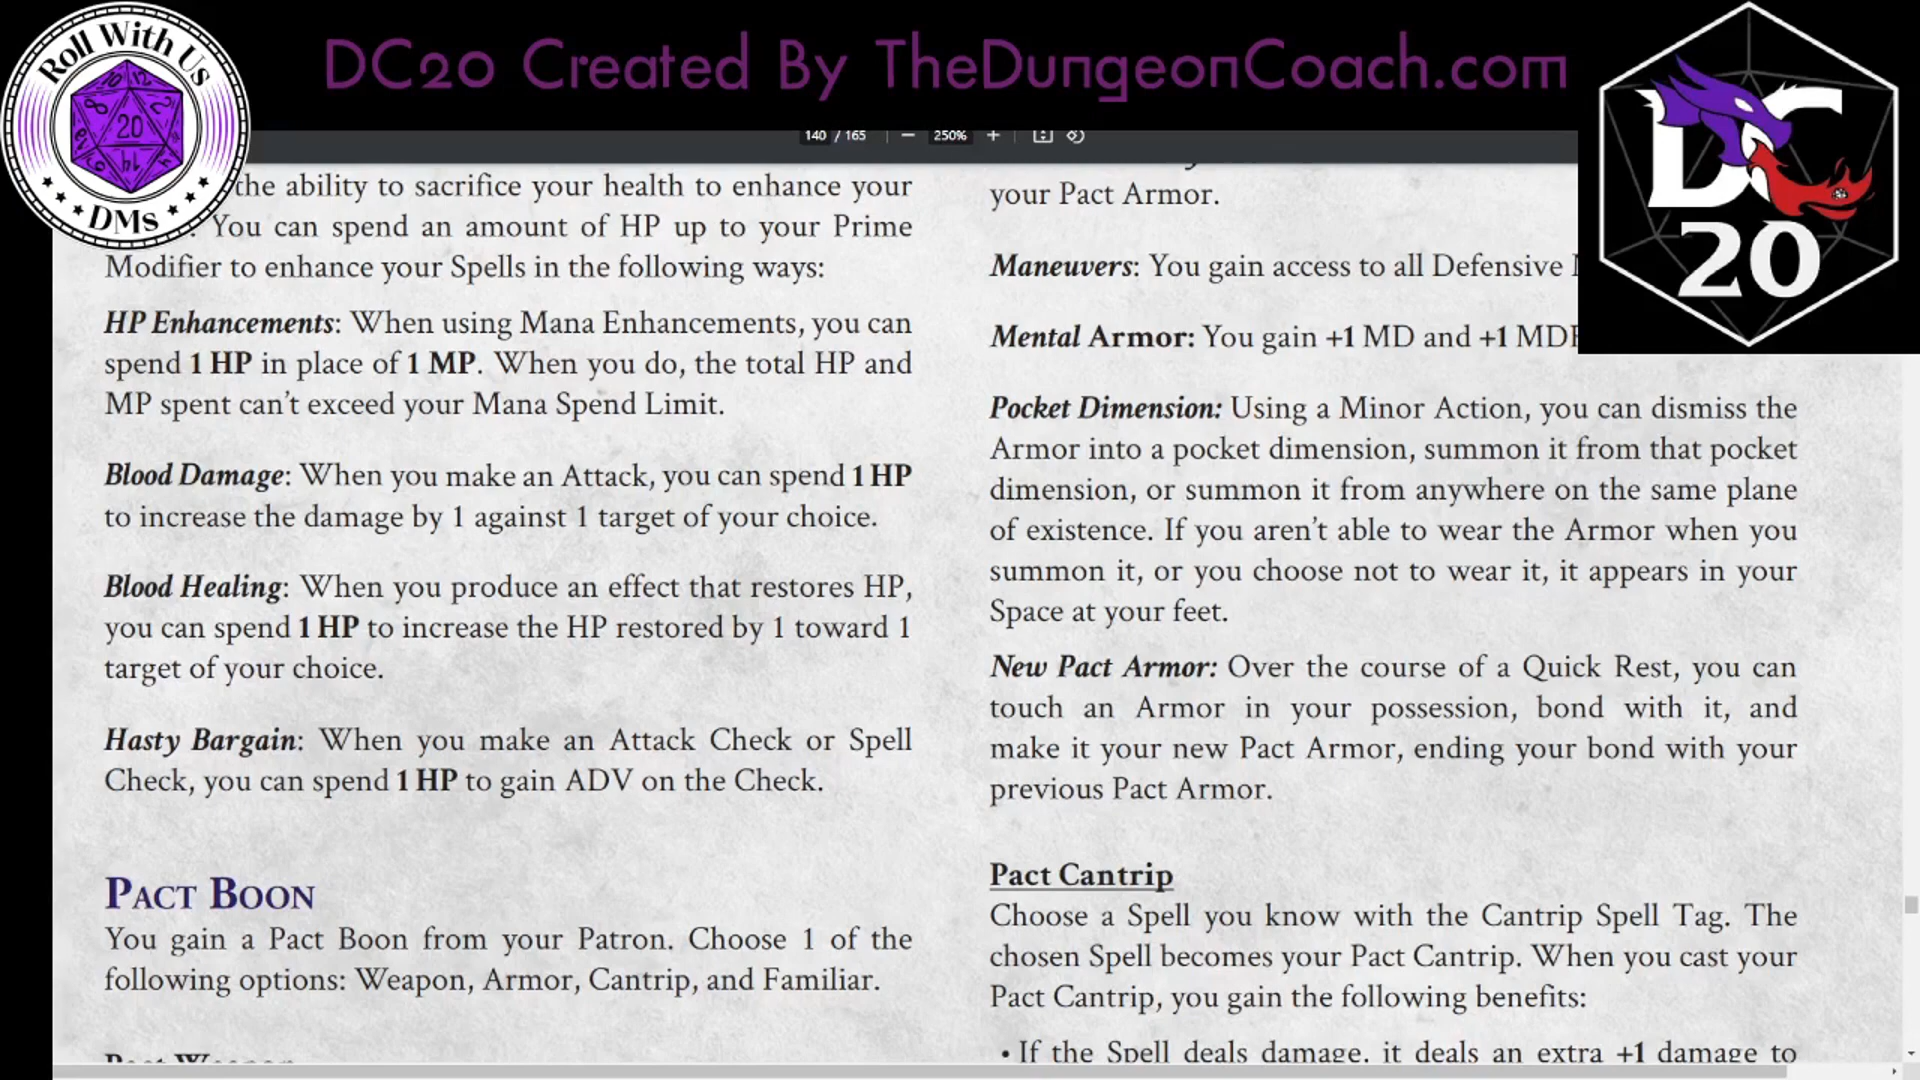 Roll With Us
20
DMs
DC20 Created By TheDungeonCoach.com
DC
20
140 / 165
250%
the ability to sacrifice your health to enhance your
You can spend an amount of HP up to your Prime
Modifier to enhance your Spells in the following ways:
HP Enhancements: When using Mana Enhancements, you can
spend 1 HP in place of 1 MP. When you do, the total HP and
MP spent can't exceed your Mana Spend Limit.
Blood Damage: When you make an Attack, you can spend 1 HP
to increase the damage by 1 against 1 target of your choice.
Blood Healing: When you produce an effect that restores HP,
you can spend 1 HP to increase the HP restored by 1 toward 1
target of your choice.
Hasty Bargain: When you make an Attack Check or Spell
Check, you can spend 1 HP to gain ADV on the Check.
Pact Boon
You gain a Pact Boon from your Patron. Choose 1 of the
following options: Weapon, Armor, Cantrip, and Familiar.
your Pact Armor.
Maneuvers: You gain access to all Defensive
Mental Armor: You gain +1 MD and +1
Pocket Dimension: Using a Minor Action, you can dismiss the
Armor into a pocket dimension, summon it from that pocket
dimension, or summon it from anywhere on the same plane
of existence. If you aren't able to wear the Armor when you
summon it, or you choose not to wear it, it appears in your
Space at your feet.
New Pact Armor: Over the course of a Quick Rest, you can
touch an Armor in your possession, bond with it, and
make it your new Pact Armor, ending your bond with your
previous Pact Armor.
Pact Cantrip
Choose a Spell you know with the Cantrip Spell Tag. The
chosen Spell becomes your Pact Cantrip. When you cast your
Pact Cantrip, you gain the following benefits:
• If the Spell deals damage, it deals an extra +1 damage to